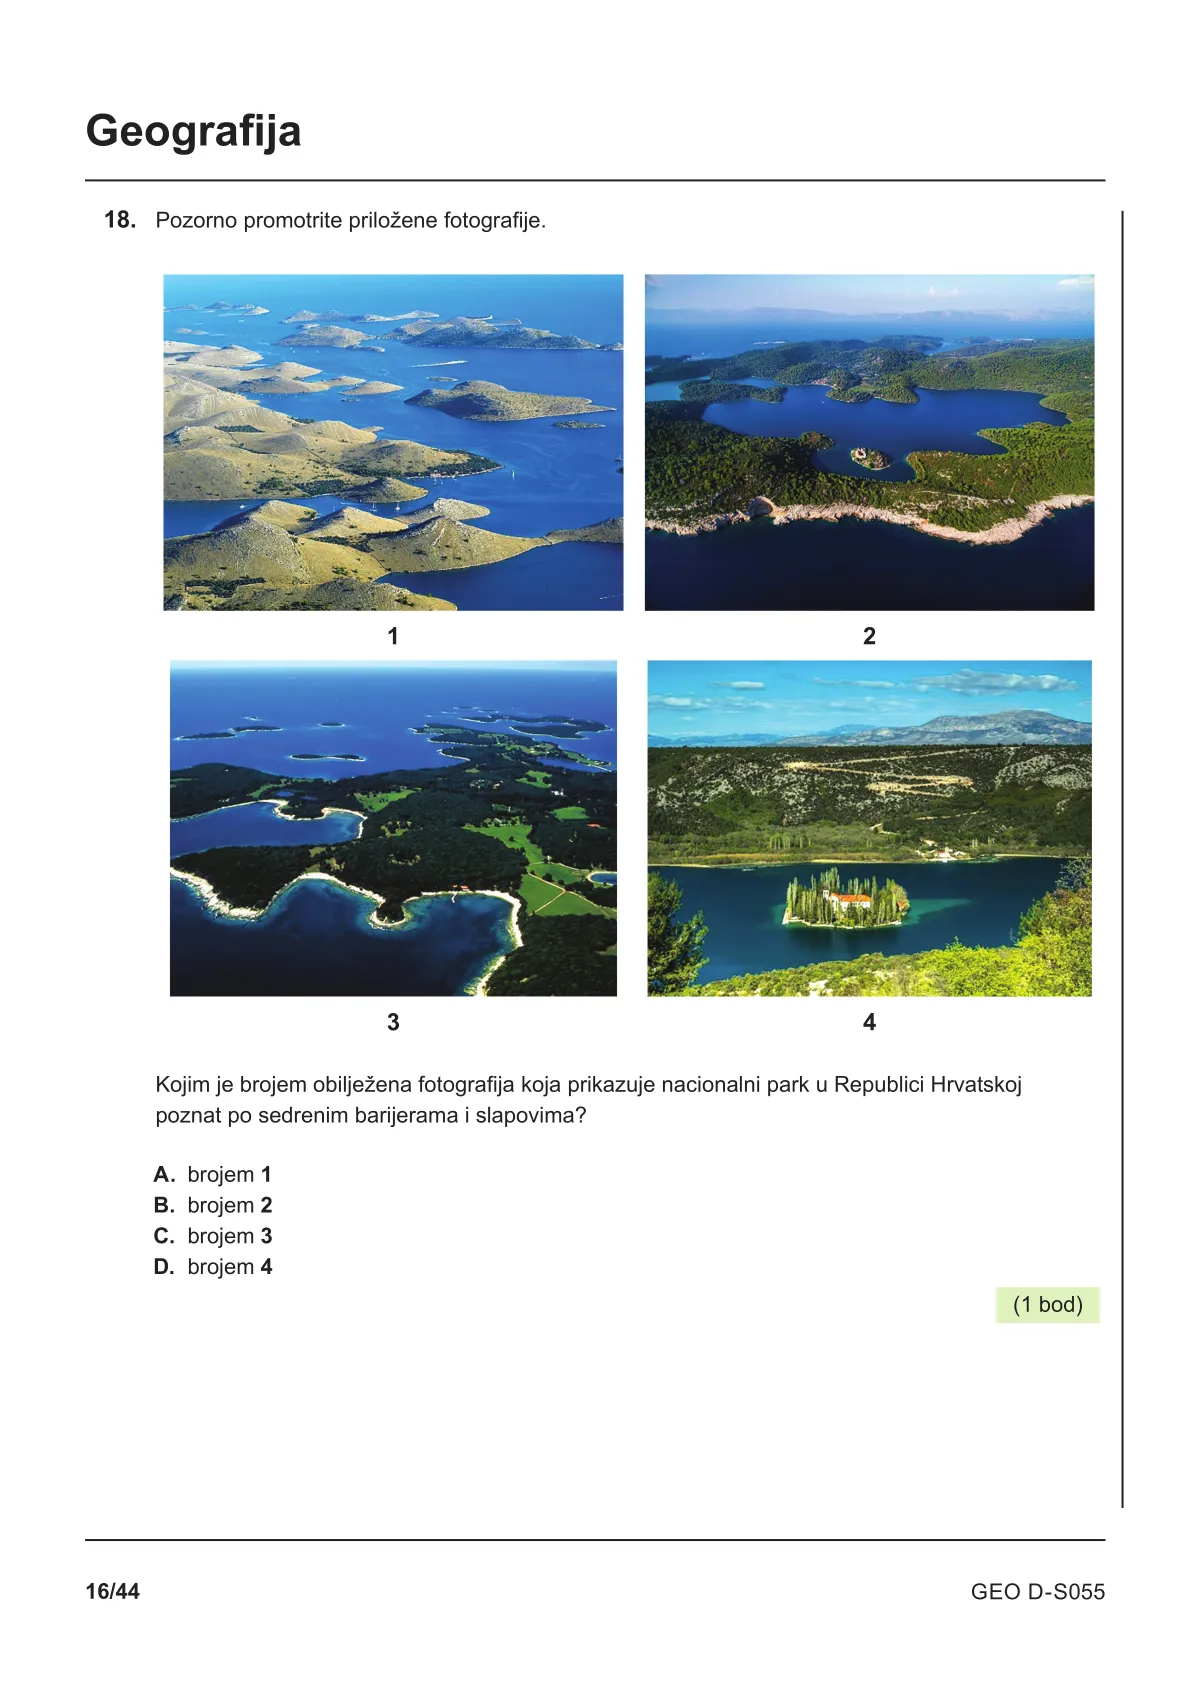 Geografija
18. Pozorno promotrite priložene fotografije.
1
2
3
4
Kojim je brojem obilježena fotografija koja prikazuje nacionalni park u Republici Hrvatskoj
poznat po sedrenim barijerama i slapovima?
A. brojem 1
B. brojem 2
C. brojem 3
D. brojem 4
(1 bod)
16/44
GEO D-S055